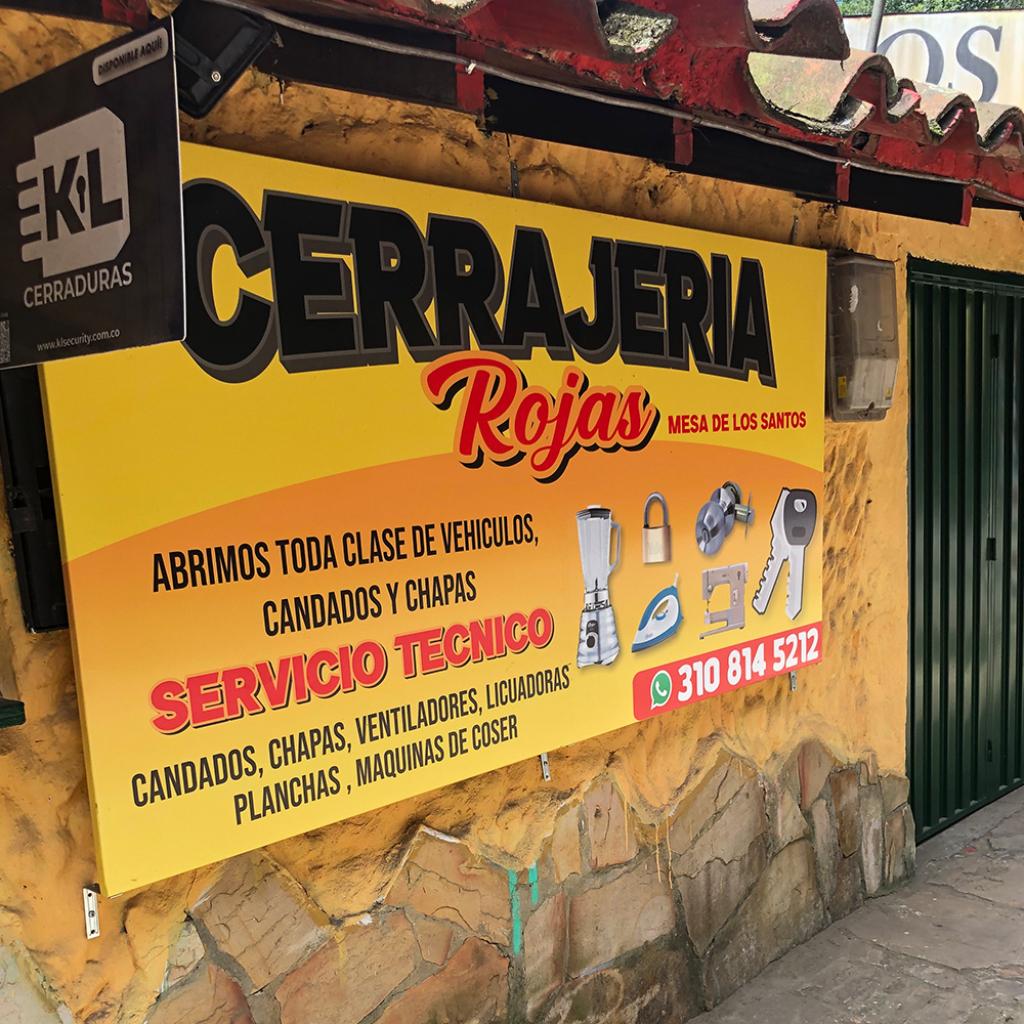 DISPONIBLE AQUÍ!
KL
CERRADURAS
www.klsecurity.com.co
OS
CERRAJERIA
Rojas
MESA DE LOS SANTOS
ABRIMOS TODA CLASE DE VEHICULOS,
CANDADOS Y CHAPAS
SERVICIO TECNICO
CANDADOS, CHAPAS, VENTILADORES, LICUADORAS
PLANCHAS , MAQUINAS DE COSER
310 814 5212